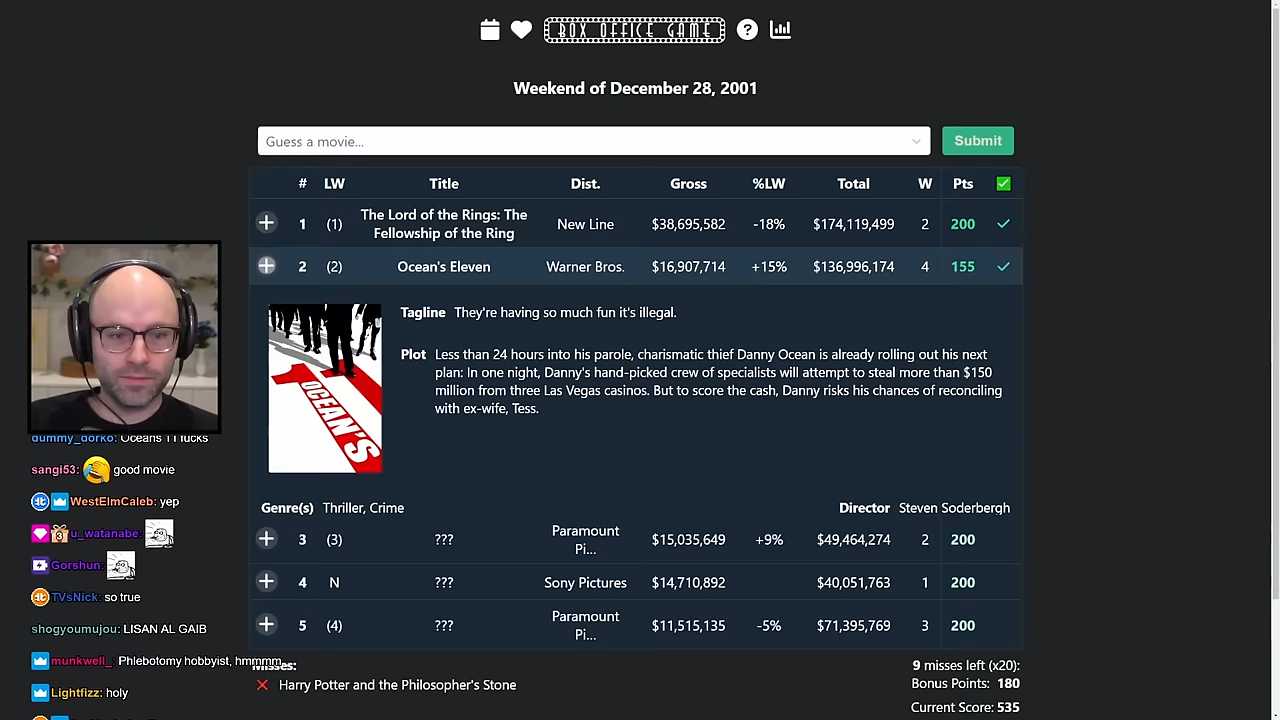 BOX OFFICE GAME
?
Weekend of December 28, 2001
Guess a movie...
Submit
# LW Title Dist. Gross %LW Total W Pts
1 (1) The Lord of the Rings: The Fellowship of the Ring New Line $38,695,582 -18% $174,119,499 2 200
2 (2) Ocean's Eleven Warner Bros. $16,907,714 +15% $136,996,174 4 155
OCEAN'S
Tagline They're having so much fun it's illegal.
Plot Less than 24 hours into his parole, charismatic thief Danny Ocean is already rolling out his next
plan: In one night, Danny's hand-picked crew of specialists will attempt to steal more than $150
million from three Las Vegas casinos. But to score the cash, Danny risks his chances of reconciling
with ex-wife, Tess.
Genre(s) Thriller, Crime
Director Steven Soderbergh
3 (3) ??? Paramount Pi... $15,035,649 +9% $49,464,274 2 200
4 N ??? Sony Pictures $14,710,892 $40,051,763 1 200
5 (4) ??? Paramount Pi... $11,515,135 -5% $71,395,769 3 200
Misses:
Harry Potter and the Philosopher's Stone
9 misses left (x20):
Bonus Points: 180
Current Score: 535
dummy_dorko: Oceans 11 fucks
sangi53: good movie
WestElmCaleb: yep
u_watanabe:
Gorshun:
TVsNick: so true
shogyoumujou: LISAN AL GAIB
munkwell_: Phlebotomy hobbyist, hmmmm
Lightfizz: holy